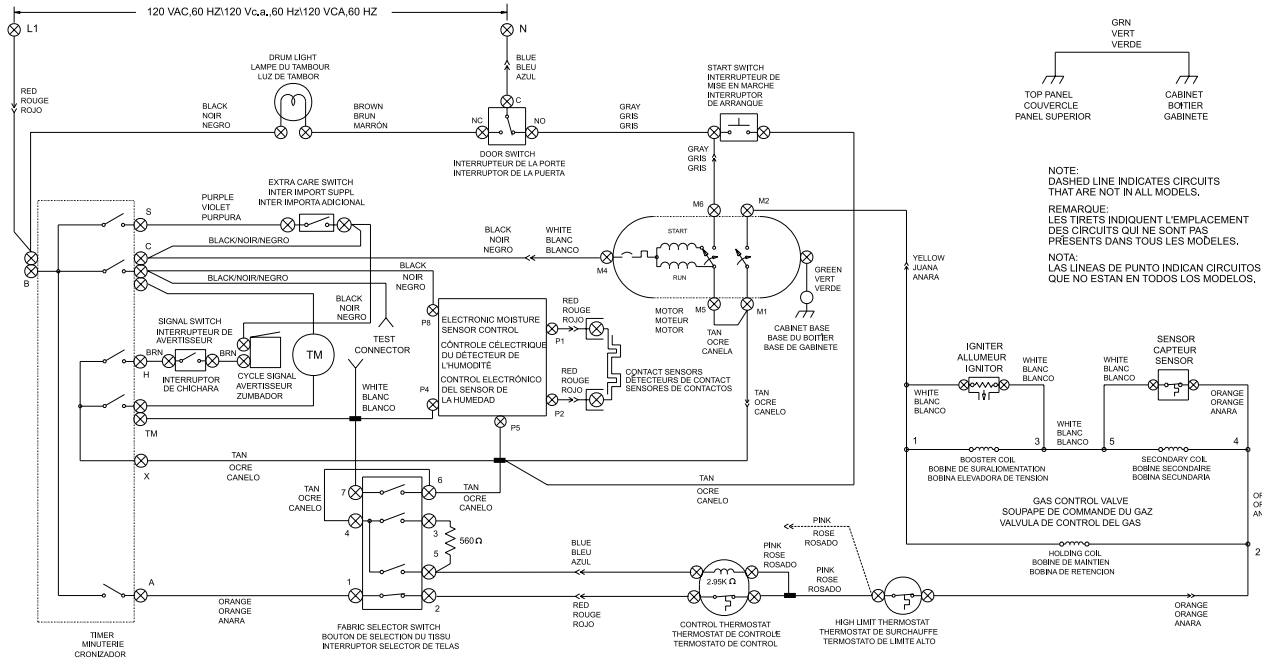 120 VAC,60 HZ\120 Vc.a.,60 Hz\120 VCA,60 HZ
L1
N
GRN
VERT
VERDE
TOP PANEL
COUVERCLE
PANEL SUPERIOR
CABINET
BOITIER
GABINETE
RED
ROUGE
ROJO
DRUM LIGHT
LAMPE DU TAMBOUR
LUZ DE TAMBOR
BLUE
BLEU
AZUL
START SWITCH
INTERRUPTEUR DE
MISE EN MARCHE
INTERRUPTOR
DE ARRANQUE
BLACK
NOIR
NEGRO
BROWN
BRUN
MARRÓN
C
NC
NO
GRAY
GRIS
GRIS
DOOR SWITCH
INTERRUPTEUR DE LA PORTE
INTERRUPTOR DE LA PUERTA
GRAY
GRIS
GRIS
NOTE:
DASHED LINE INDICATES CIRCUITS
THAT ARE NOT IN ALL MODELS.
REMARQUE:
LES TIRETS INDIQUENT L'EMPLACEMENT
DES CIRCUITS QUI NE SONT PAS
PRESENTS DANS TOUS LES MODELES.
NOTA:
LAS LINEAS DE PUNTO INDICAN CIRCUITOS
QUE NO ESTAN EN TODOS LOS MODELOS,
EXTRA CARE SWITCH
INTER IMPORT SUPPL
INTER IMPORTA ADICIONAL
PURPLE
VIOLET
PURPURA
S
C
B
BLACK/NOIR/NEGRO
BLACK/NOIR/NEGRO
BLACK
NOIR
NEGRO
WHITE
BLANC
BLANCO
M6
M2
M4
START
RUN
M5
M1
MOTOR
MOTEUR
MOTOR
GREEN
VERT
VERDE
CABINET BASE
BASE DU BOITIER
BASE DE GABINETE
YELLOW
JUANA
ANARA
BLACK
NOIR
NEGRO
BLACK
NOIR
NEGRO
SIGNAL SWITCH
INTERRUPTEUR DE
AVERTISSEUR
BRN
BRN
H
INTERRUPTOR
DE CHÍCHARA
CYCLE SIGNAL
AVERTISSEUR
ZUMBADOR
TM
TEST
CONNECTOR
WHITE
BLANC
BLANCO
P8
P4
P1
P2
P5
ELECTRONIC MOISTURE
SENSOR CONTROL
CÔNTROLE CÉLECTRIQUE
DU DÉTECTEUR DE
L'HUMODITÉ
CONTROL ELECTRÓNICO
DEL SENSOR DE
LA HUMEDAD
RED
ROUGE
ROJO
RED
ROUGE
ROJO
CONTACT SENSORS
DÉTECTEURS DE CONTACT
SENSORES DE CONTACTOS
TAN
OCRE
CANELA
TAN
OCRE
CANELO
IGNITER
ALLUMEUR
IGNITOR
SENSOR
CAPTEUR
SENSOR
WHITE
BLANC
BLANCO
WHITE
BLANC
BLANCO
WHITE
BLANC
BLANCO
WHITE
BLANC
BLANCO
ORANGE
ORANGE
ANARA
1
3
5
4
BOOSTER COIL
BOBINE DE SURALIOMENTATION
BOBINA ELEVADORA DE TENSION
SECONDARY COIL
BOBINE SECONDAÍRE
BOBINA SECUNDARIA
TM
X
TAN
OCRE
CANELO
TAN
OCRE
CANELO
TAN
OCRE
CANELO
TAN
OCRE
CANELO
7
6
4
3
5
1
2
560Ω
GAS CONTROL VALVE
SOUPAPE DE COMMANDE DU GAZ
VALVULA DE CONTROL DEL GAS
HOLDING COIL
BOBINE DE MAINTIEN
BOBINA DE RETENCION
2
PINK
ROSE
ROSADO
BLUE
BLEU
AZUL
PINK
ROSE
ROSADO
PINK
ROSE
ROSADO
2.95K Ω
A
ORANGE
ORANGE
ANARA
RED
ROUGE
ROJO
ORANGE
ORANGE
ANARA
TIMER
MINUTERIE
CRONIZADOR
FABRIC SELECTOR SWITCH
BOUTON DE SELECTION DU TISSU
INTERRUPTOR SELECTOR DE TELAS
CONTROL THERMOSTAT
THERMOSTAT DE CONTROLE
TERMOSTATO DE CONTROL
HIGH LIMIT THERMOSTAT
THERMOSTAT DE SURCHAUFFE
TERMOSTATO DE LIMITE ALTO